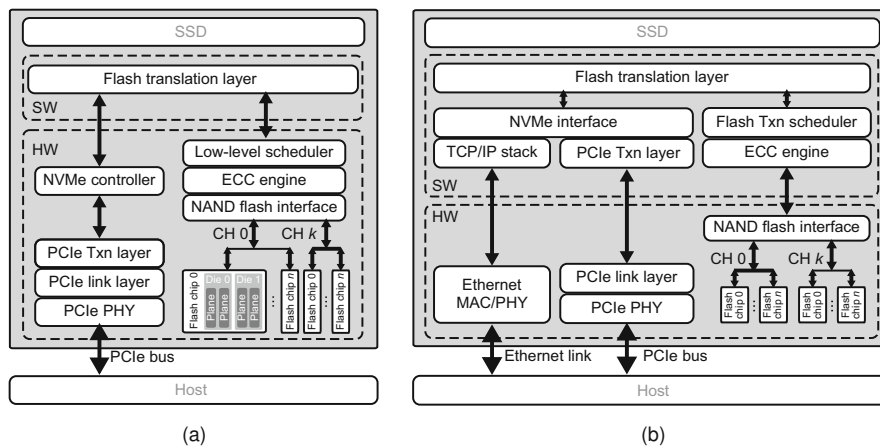 SSD
Flash translation layer
SW
HW
Low-level scheduler
NVMe controller
ECC engine
NAND flash interface
CH 0
CH k
PCIe Txn layer
PCIe link layer
PCIe PHY
Flash chip 0
Die 0
Die 1
Plane
Plane
Plane
Plane
...
Flash chip n
Flash chip 0
...
Flash chip n
PCIe bus
Host
(a)
SSD
Flash translation layer
NVMe interface
Flash Txn scheduler
TCP/IP stack
PCIe Txn layer
ECC engine
SW
HW
NAND flash interface
CH 0
CH k
Ethernet
MAC/PHY
PCIe link layer
PCIe PHY
Flash
chip 0
...
Flash
chip n
Flash
chip 0
...
Flash
chip n
Ethernet link
PCIe bus
Host
(b)